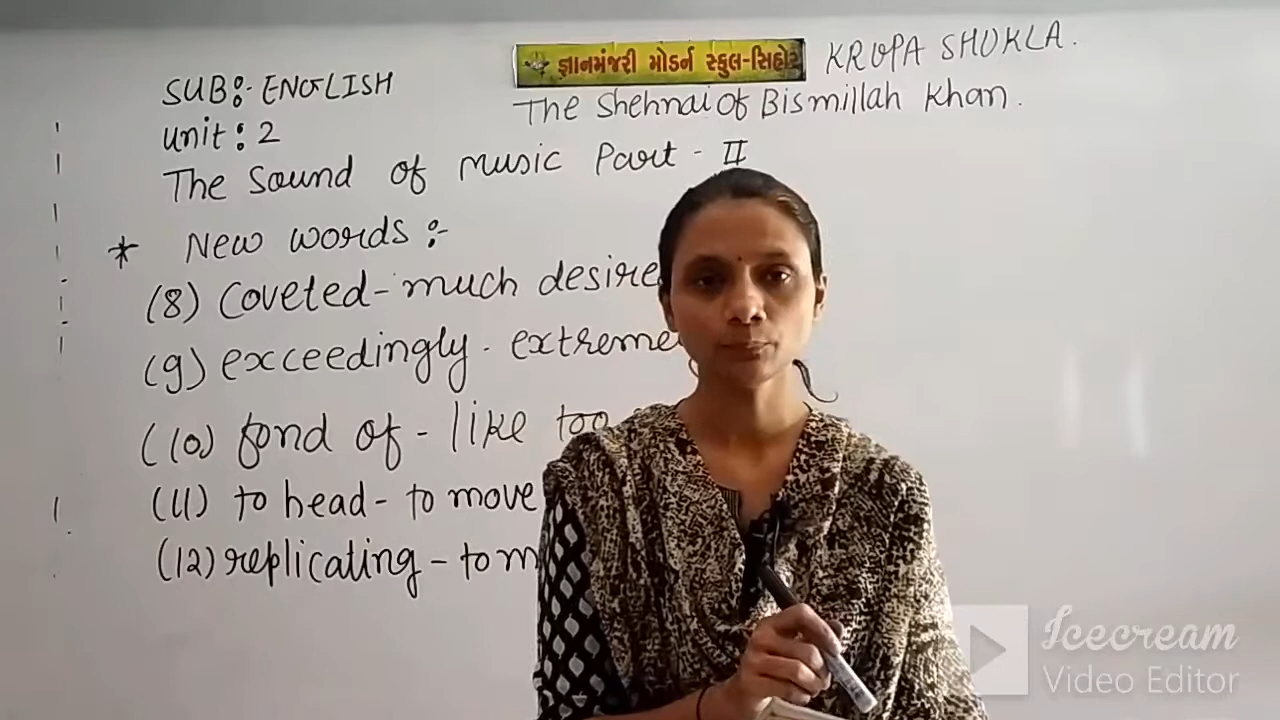 જ્ઞાનમંજરી મોડર્ન સ્કુલ-સિહોર
KRUPA SHUKLA.
SUB:- ENGLISH
The Shehnai of Bismillah Khan.
Unit : 2
The Sound of music Part - II
* New words :-
(8) Coveted - much desire
(9) exceedingly - extreme
(10) fond of - like too
(11) to head - to move
(12) replicating - to m
Icecream
Video Editor